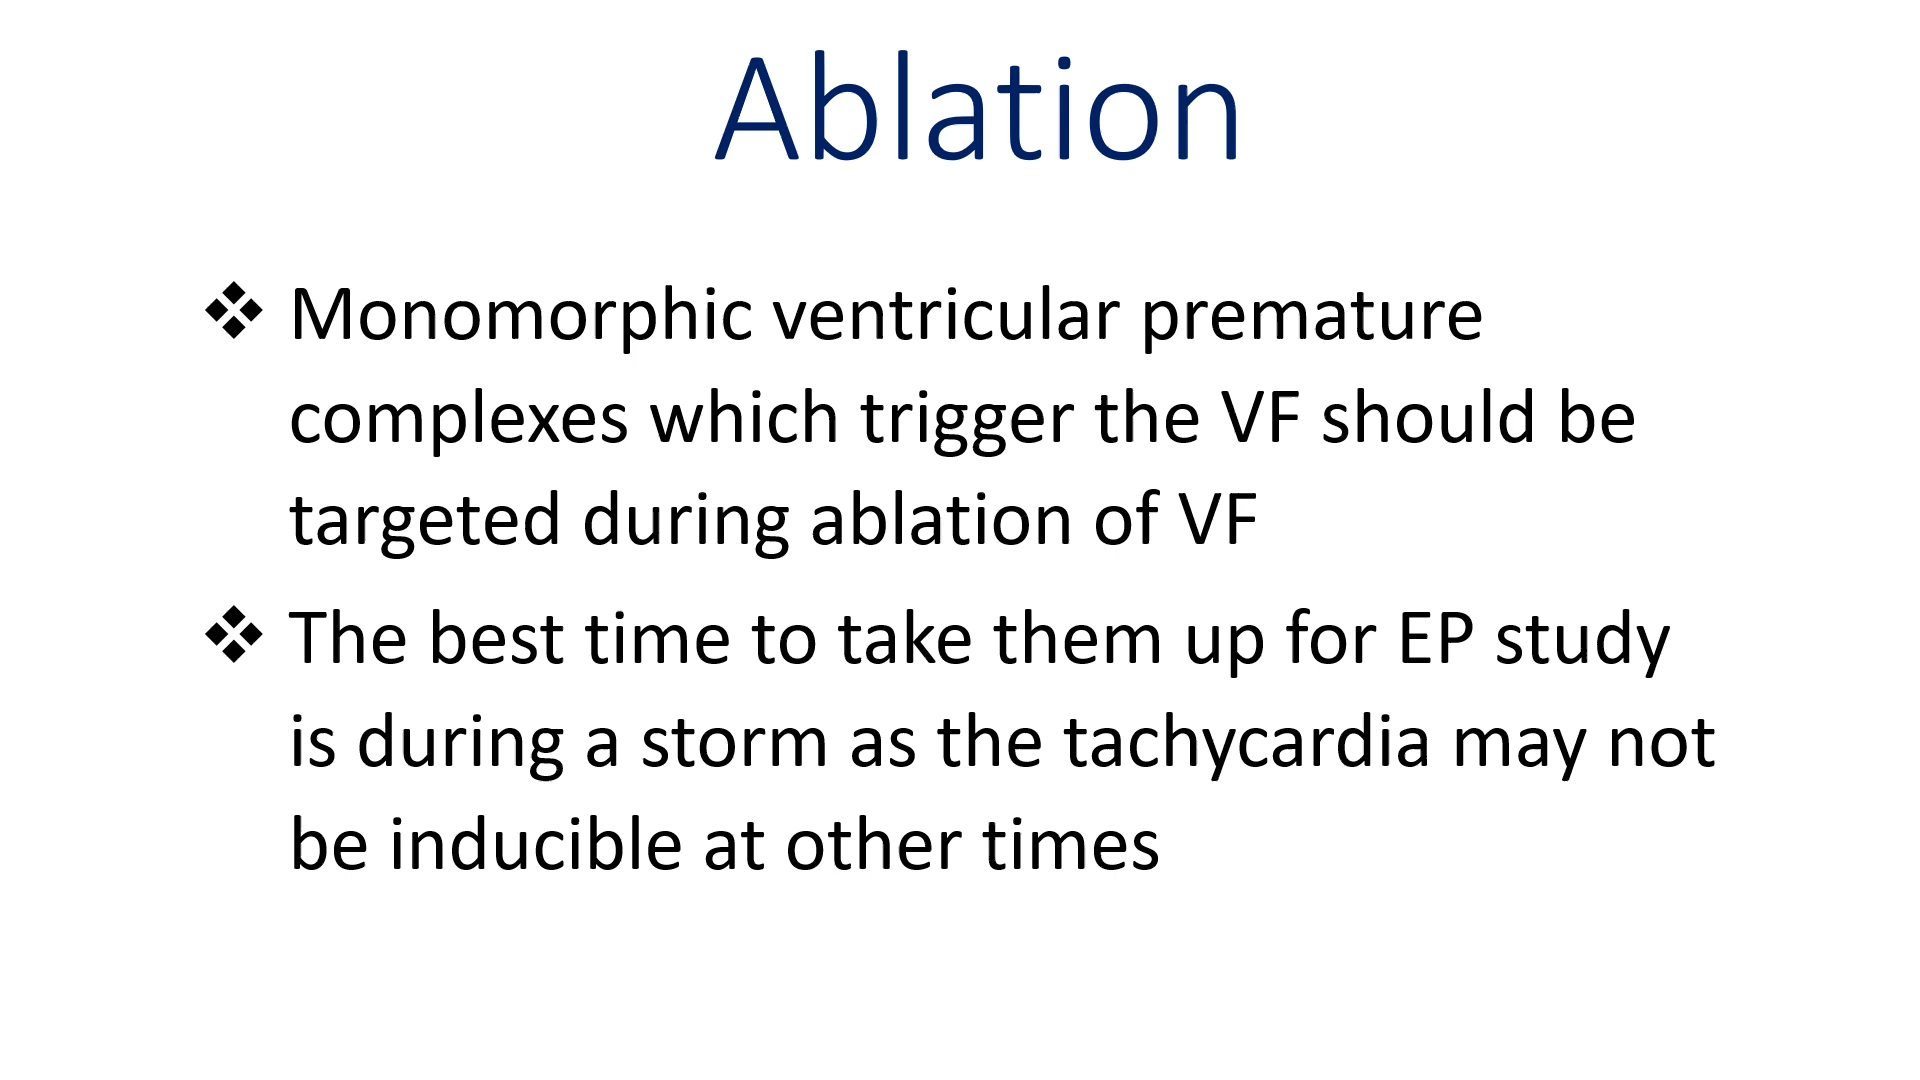 Ablation
❖ Monomorphic ventricular premature
complexes which trigger the VF should be
targeted during ablation of VF
❖ The best time to take them up for EP study
is during a storm as the tachycardia may not
be inducible at other times